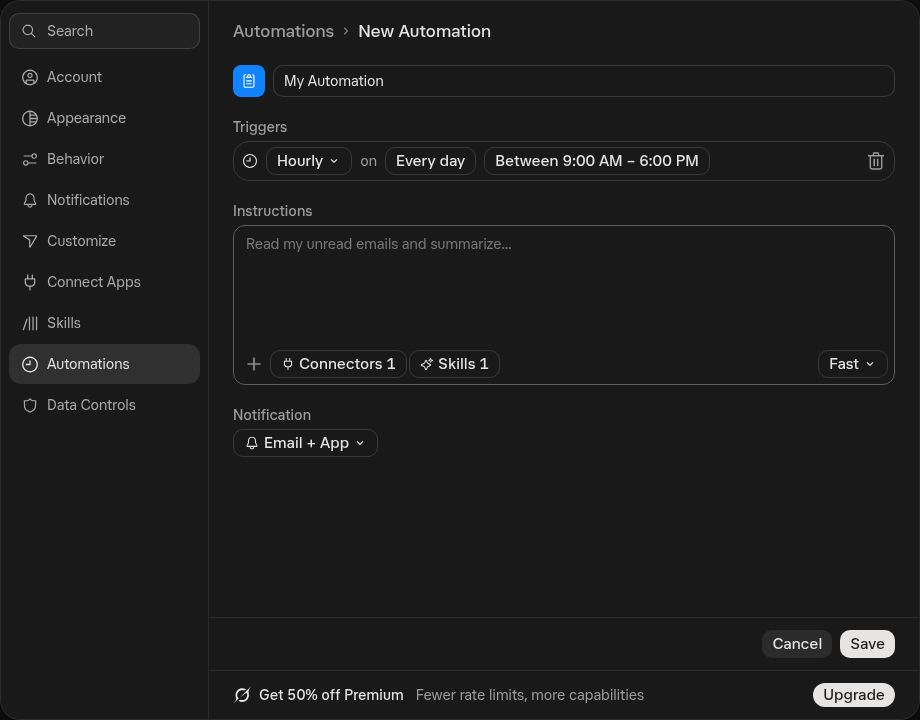 Search
Account
Appearance
Behavior
Notifications
Customize
Connect Apps
Skills
Automations
Data Controls
Automations › New Automation
My Automation
Triggers
Hourly on Every day Between 9:00 AM – 6:00 PM
Instructions
Read my unread emails and summarize...
Connectors 1 Skills 1 Fast
Notification
Email + App
Cancel Save
Get 50% off Premium Fewer rate limits, more capabilities Upgrade